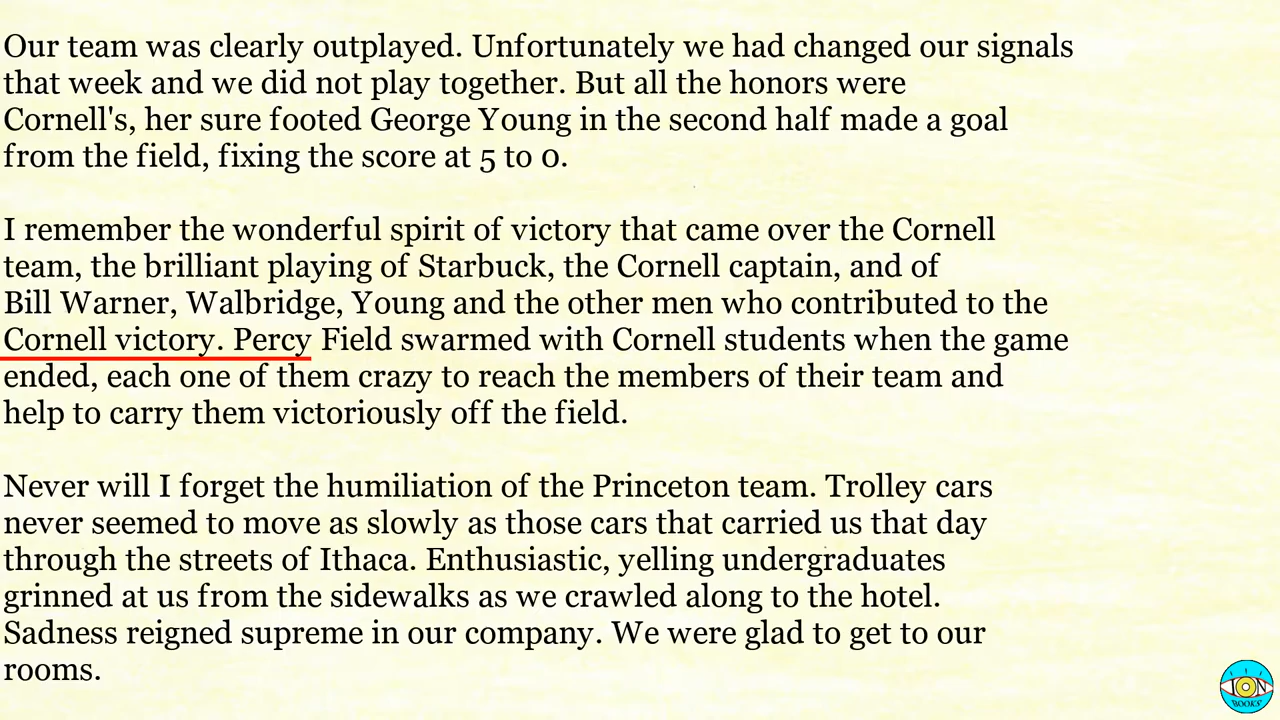 Our team was clearly outplayed. Unfortunately we had changed our signals
that week and we did not play together. But all the honors were
Cornell's, her sure footed George Young in the second half made a goal
from the field, fixing the score at 5 to 0.
I remember the wonderful spirit of victory that came over the Cornell
team, the brilliant playing of Starbuck, the Cornell captain, and of
Bill Warner, Walbridge, Young and the other men who contributed to the
Cornell victory. Percy Field swarmed with Cornell students when the game
ended, each one of them crazy to reach the members of their team and
help to carry them victoriously off the field.
Never will I forget the humiliation of the Princeton team. Trolley cars
never seemed to move as slowly as those cars that carried us that day
through the streets of Ithaca. Enthusiastic, yelling undergraduates
grinned at us from the sidewalks as we crawled along to the hotel.
Sadness reigned supreme in our company. We were glad to get to our
rooms.
ION
BOOKS